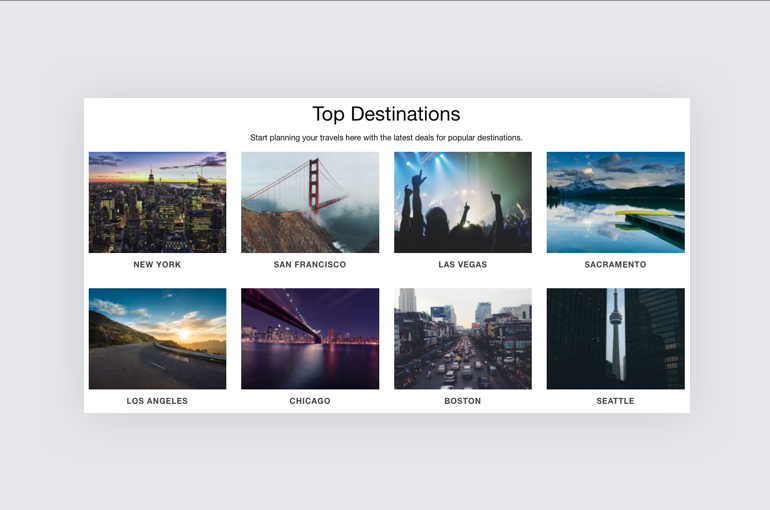 Top Destinations
Start planning your travels here with the latest deals for popular destinations.
NEW YORK
SAN FRANCISCO
LAS VEGAS
SACRAMENTO
LOS ANGELES
CHICAGO
BOSTON
SEATTLE